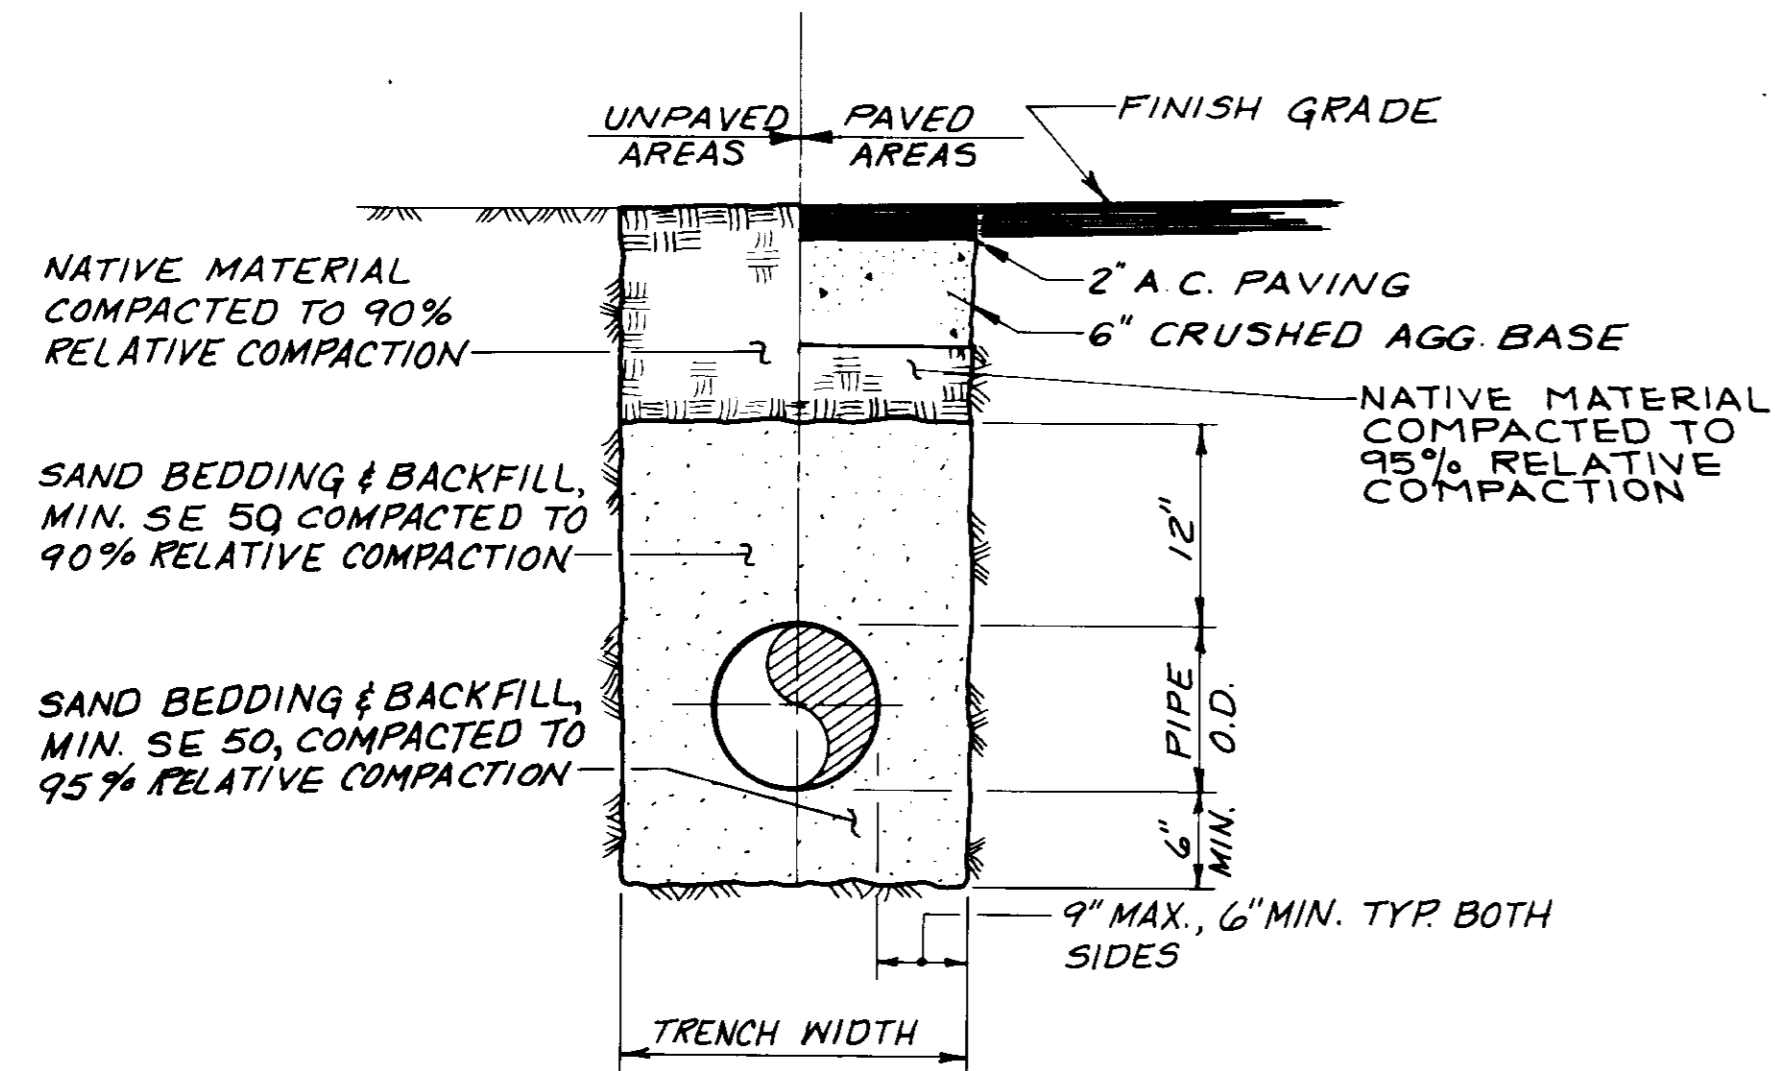 UNPAVED
AREAS
PAVED
AREAS
FINISH GRADE
NATIVE MATERIAL
COMPACTED TO 90%
RELATIVE COMPACTION
2" A.C. PAVING
6" CRUSHED AGG. BASE
NATIVE MATERIAL
COMPACTED TO
95% RELATIVE
COMPACTION
SAND BEDDING & BACKFILL,
MIN. SE 50, COMPACTED TO
90% RELATIVE COMPACTION
12"
SAND BEDDING & BACKFILL,
MIN. SE 50, COMPACTED TO
95% RELATIVE COMPACTION
PIPE
O.D.
6"
MIN.
9" MAX., 6" MIN. TYP. BOTH
SIDES
TRENCH WIDTH